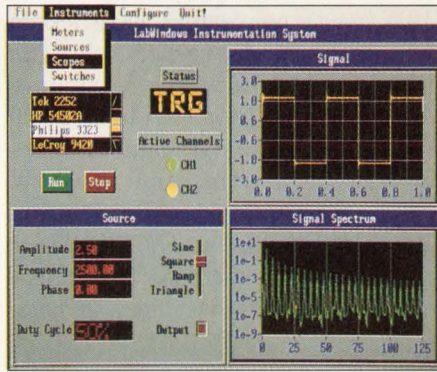 File Instruments Configure Quit!
LabWindows Instrumentation System
Meters
Sources
Scopes
Switches
Status
TRG
Tek 2252
HP 54502A
Philips 3323
LeCroy 9420
Active Channels
CH1
CH2
Run Stop
Signal
3.0
1.8
0.6
-0.6
-1.8
-3.0
0.0 0.2 0.4 0.6 0.8 1.0
Source
Amplitude 2.50
Frequency 2500.00
Phase 0.00
Duty Cycle 50%
Sine
Square
Ramp
Triangle
Output
Signal Spectrum
1e+1
1e-1
1e-3
1e-5
1e-7
1e-9
0 25 50 75 100 125